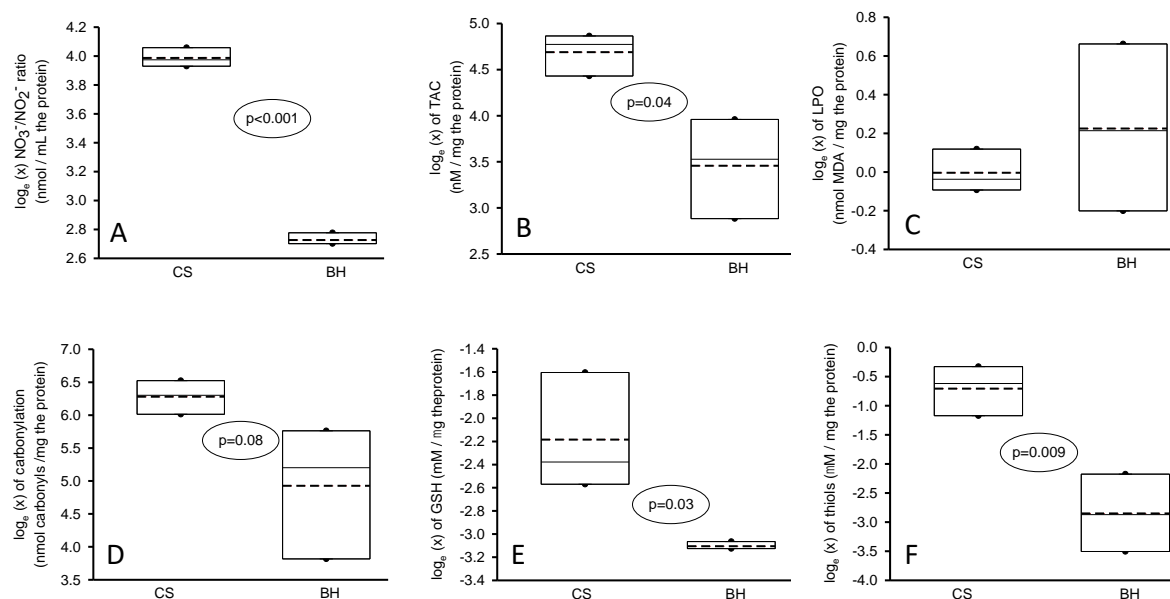 log_e (x) NO₃⁻/NO₂⁻ ratio
(nmol / mL the protein)
4.2
4.0
3.8
3.6
3.4
3.2
3.0
2.8
2.6
p<0.001
A
CS BH
log_e (x) of TAC
(nM / mg the protein)
5.0
4.5
4.0
3.5
3.0
2.5
p=0.04
B
CS BH
log_e (x) of LPO
(nmol MDA / mg the protein)
0.8
0.6
0.4
0.2
0.0
-0.2
-0.4
C
CS BH
log_e (x) of carbonylation
(nmol carbonyls /mg the protein)
7.0
6.5
6.0
5.5
5.0
4.5
4.0
3.5
p=0.08
D
CS BH
log_e (x) of GSH (mM / mg theprotein)
-1.4
-1.6
-1.8
-2.0
-2.2
-2.4
-2.6
-2.8
-3.0
-3.2
-3.4
p=0.03
E
CS BH
log_e (x) of thiols (mM / mg the protein)
0.0
-0.5
-1.0
-1.5
-2.0
-2.5
-3.0
-3.5
-4.0
p=0.009
F
CS BH